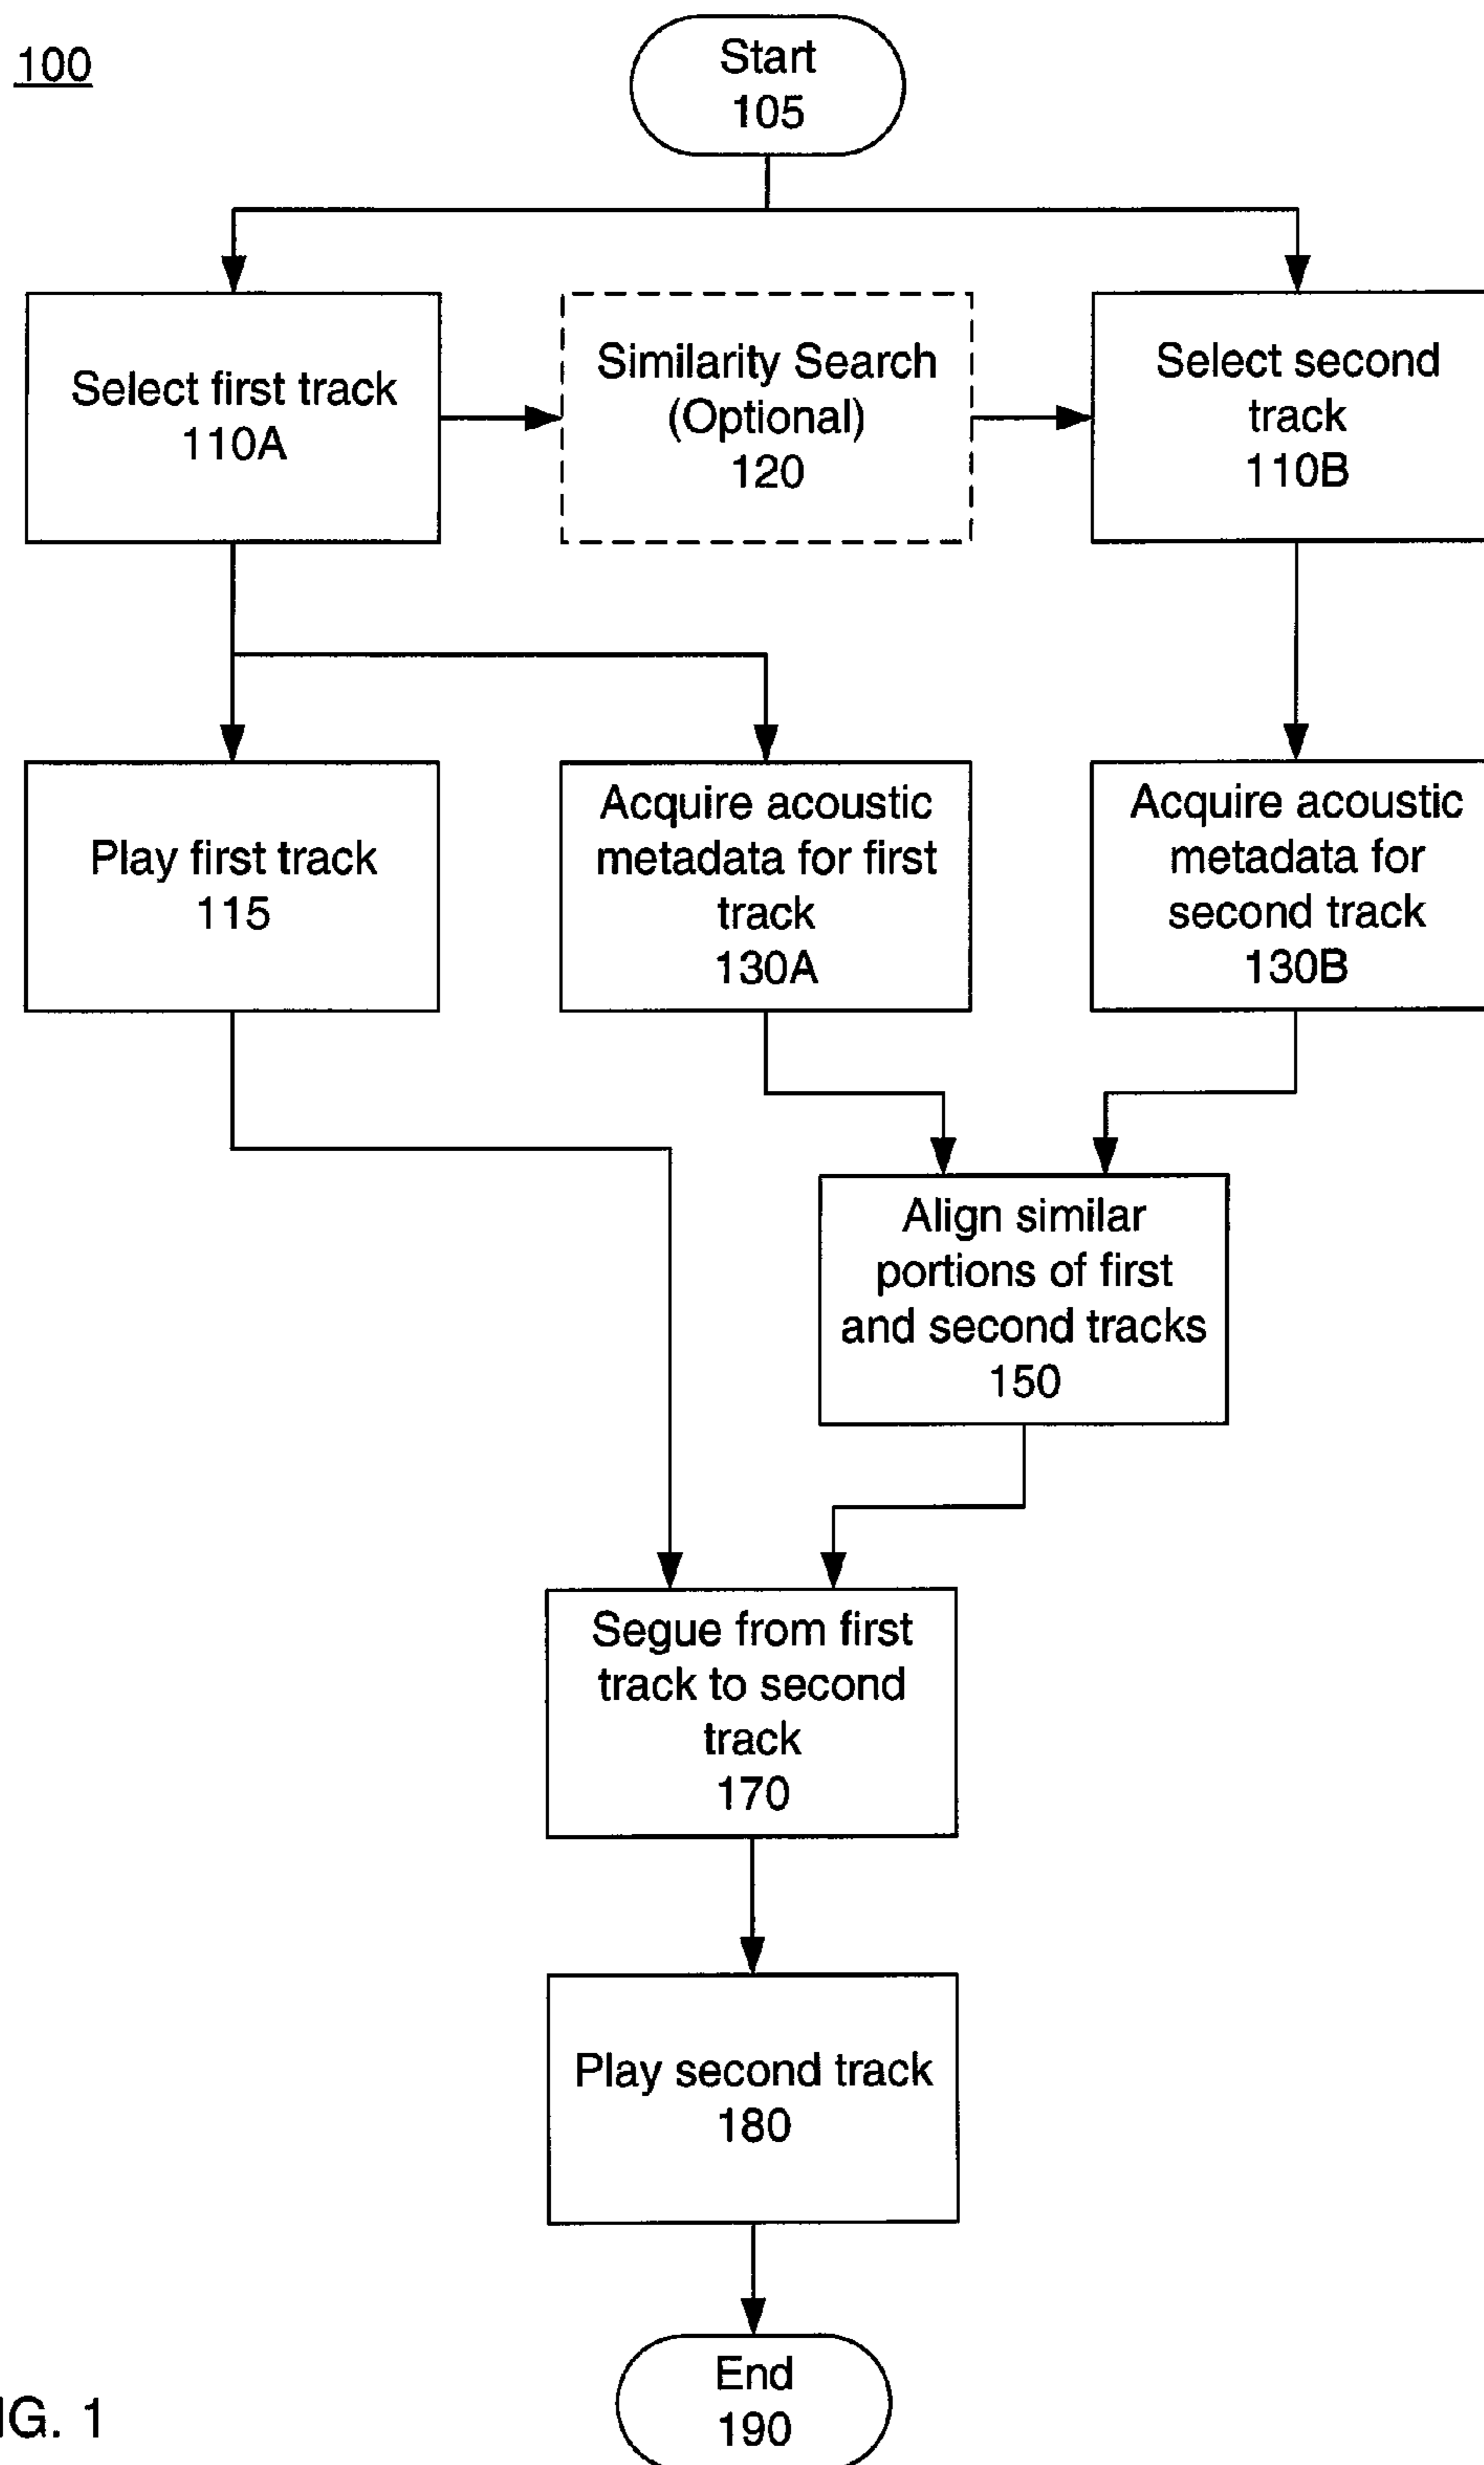 100
Start
105
Select first track
110A
Similarity Search
(Optional)
120
Select second
track
110B
Play first track
115
Acquire acoustic
metadata for first
track
130A
Acquire acoustic
metadata for
second track
130B
Align similar
portions of first
and second tracks
150
Segue from first
track to second
track
170
Play second track
180
End
190
IG. 1